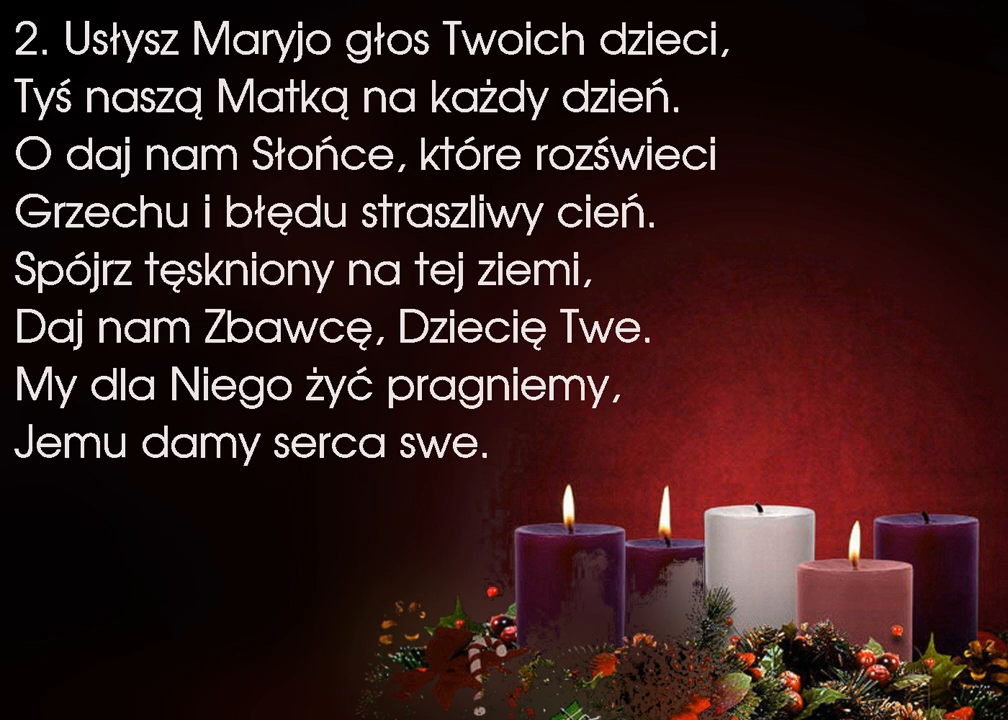 2. Usłysz Maryjo głos Twoich dzieci,
Tyś naszą Matką na każdy dzień.
O daj nam Słońce, które rozświeci
Grzechu i błędu straszliwy cień.
Spójrz tęskniony na tej ziemi,
Daj nam Zbawcę, Dziecię Twe.
My dla Niego żyć pragniemy,
Jemu damy serca swe.